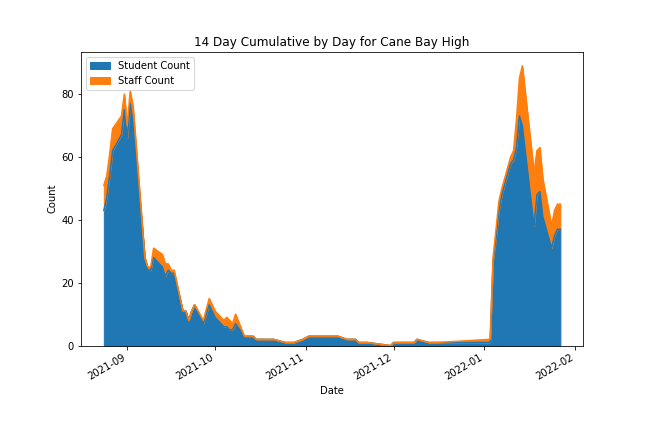 14 Day Cumulative by Day for Cane Bay High
Student Count
Staff Count
Count
80
60
40
20
0
2021-09
2021-10
2021-11
2021-12
2022-01
2022-02
Date